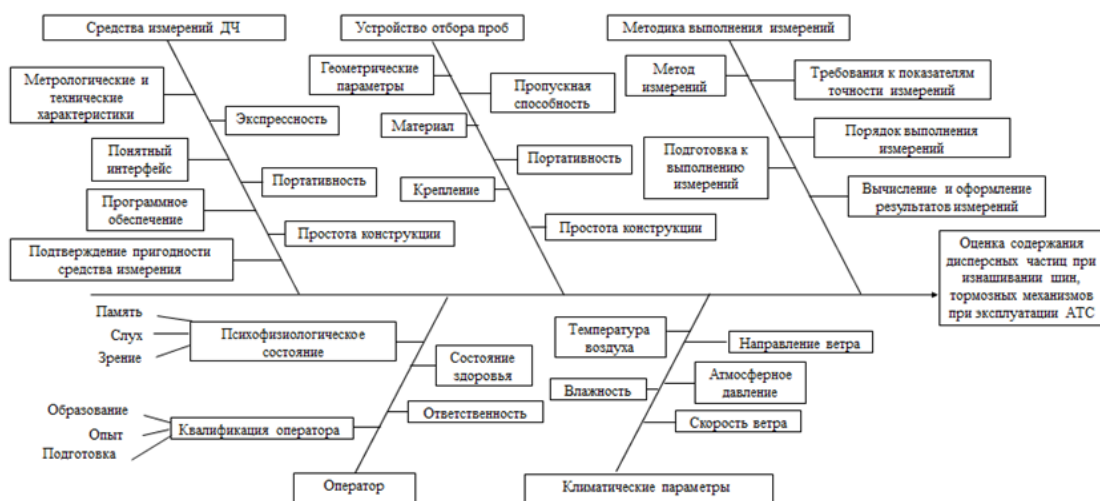 Средства измерений ДЧ
Устройство отбора проб
Методика выполнения измерений
Метрологические и
технические
характеристики
Экспрессность
Понятный
интерфейс
Портативность
Программное
обеспечение
Простота конструкции
Подтверждение пригодности
средства измерения
Геометрические
параметры
Пропускная
способность
Материал
Портативность
Крепление
Простота конструкции
Метод
измерений
Требования к показателям
точности измерений
Порядок выполнения
измерений
Подготовка к
выполнению
измерений
Вычисление и оформление
результатов измерений
Оценка содержания
дисперсных частиц при
изнашивании шин,
тормозных механизмов
при эксплуатации АТС
Память
Слух
Зрение
Психофизиологическое
состояние
Состояние
здоровья
Образование
Опыт
Подготовка
Квалификация оператора
Ответственность
Оператор
Температура
воздуха
Направление ветра
Влажность
Атмосферное
давление
Скорость ветра
Климатические параметры